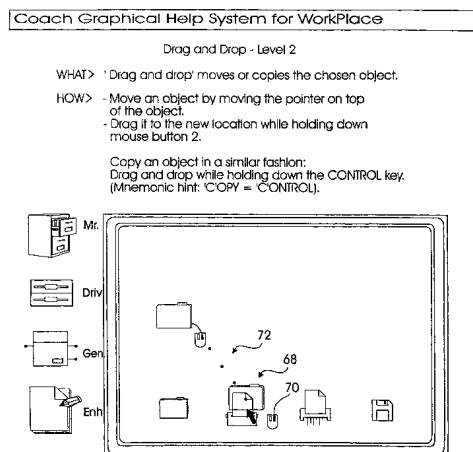 Coach Graphical Help System for WorkPlace
Drag and Drop - Level 2
WHAT> 'Drag and drop' moves or copies the chosen object.
HOW> - Move an object by moving the pointer on top
of the object.
- Drag it to the new location while holding down
mouse button 2.
Copy an object in a similar fashion:
Drag and drop while holding down the CONTROL key.
(Mnemonic hint: 'C'OPY = 'C'ONTROL).
Mr.
Driv
72
Gen
68
70
Enh